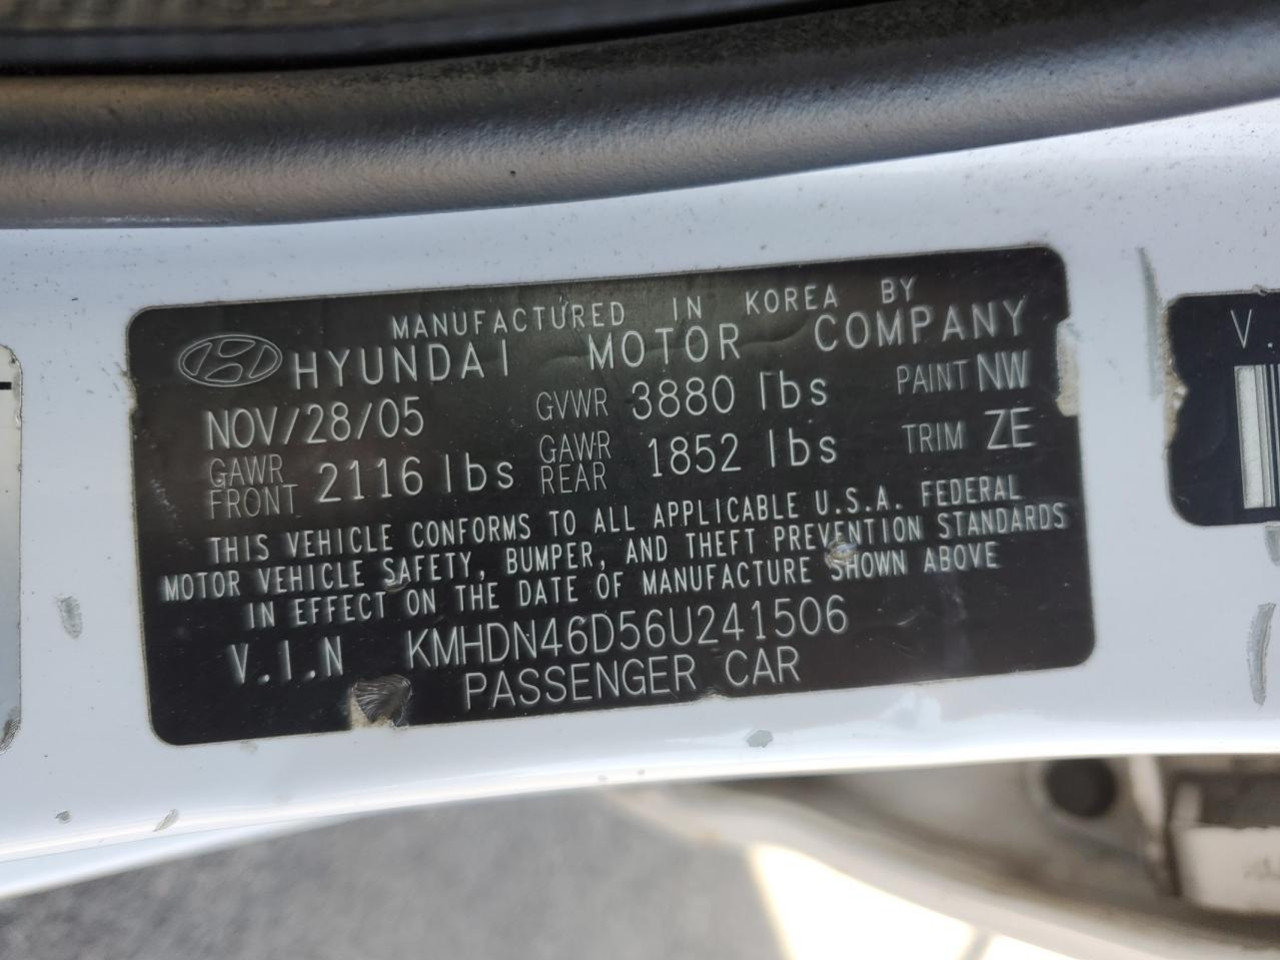 MANUFACTURED IN KOREA BY
HYUNDAI MOTOR COMPANY
NOV/28/05 GVWR 3880 lbs PAINT NW
GAWR FRONT 2116 lbs GAWR REAR 1852 lbs TRIM ZE
THIS VEHICLE CONFORMS TO ALL APPLICABLE U.S.A. FEDERAL
MOTOR VEHICLE SAFETY, BUMPER, AND THEFT PREVENTION STANDARDS
IN EFFECT ON THE DATE OF MANUFACTURE SHOWN ABOVE
V.I.N KMHDN46D56U241506
PASSENGER CAR
V.